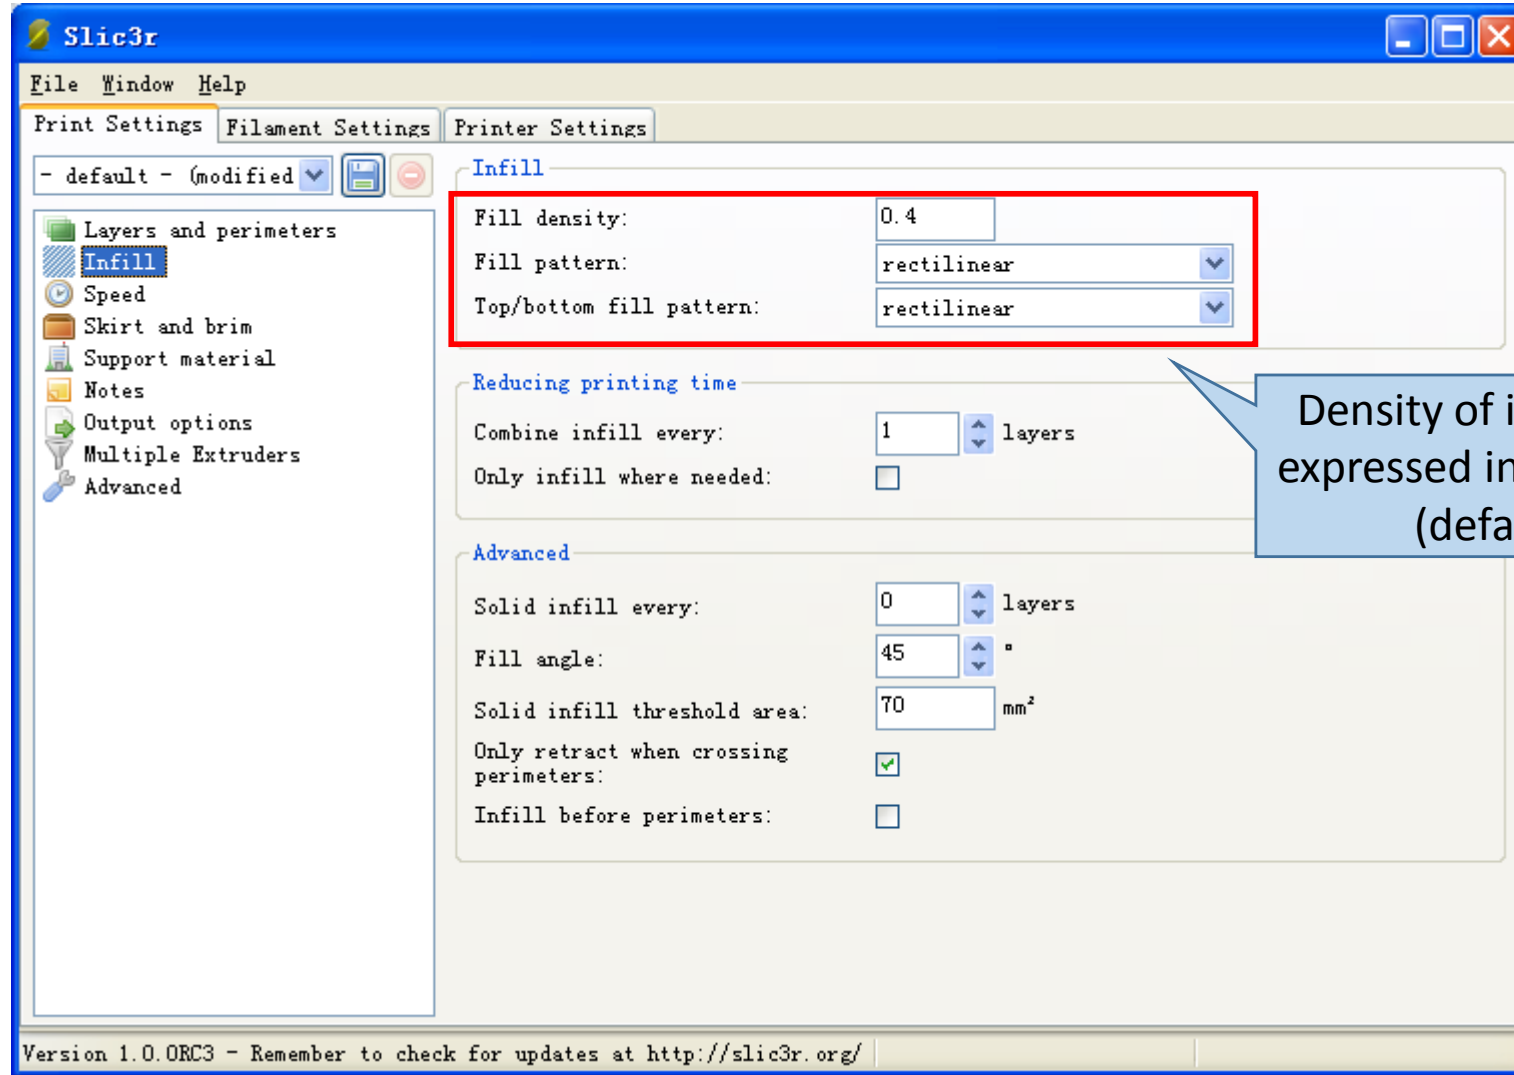 Slic3r
File Window Help
Print Settings Filament Settings Printer Settings
- default - (modified
Layers and perimeters
Infill
Speed
Skirt and brim
Support material
Notes
Output options
Multiple Extruders
Advanced
Infill
Fill density: 0.4
Fill pattern: rectilinear
Top/bottom fill pattern: rectilinear
Reducing printing time
Combine infill every: 1 layers
Only infill where needed:
Advanced
Solid infill every: 0 layers
Fill angle: 45 °
Solid infill threshold area: 70 mm²
Only retract when crossing
perimeters:
Infill before perimeters:
Density of
expressed in
Version 1.0.0RC3 - Remember to check for updates at http://slic3r.org/